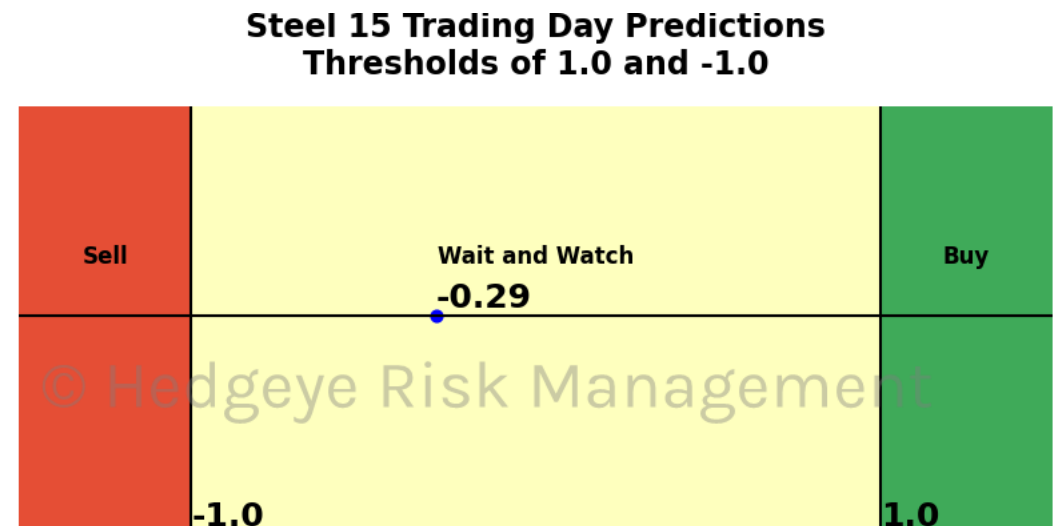 Steel 15 Trading Day Predictions
Thresholds of 1.0 and -1.0
Sell Wait and Watch Buy
-0.29
© Hedgeye Risk Management
-1.0 1.0